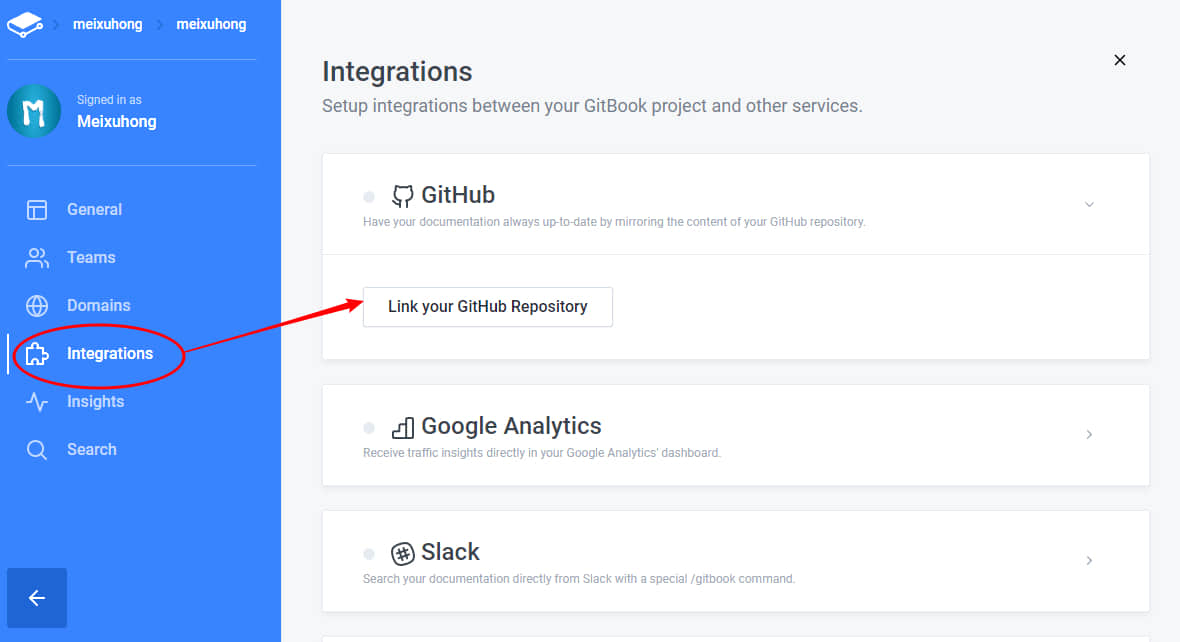 meixuhong > meixuhong
M
Signed in as
Meixuhong
General
Teams
Domains
Integrations
Insights
Search
Integrations
Setup integrations between your GitBook project and other services.
GitHub
Have your documentation always up-to-date by mirroring the content of your GitHub repository.
Link your GitHub Repository
Google Analytics
Receive traffic insights directly in your Google Analytics' dashboard.
Slack
Search your documentation directly from Slack with a special /gitbook command.